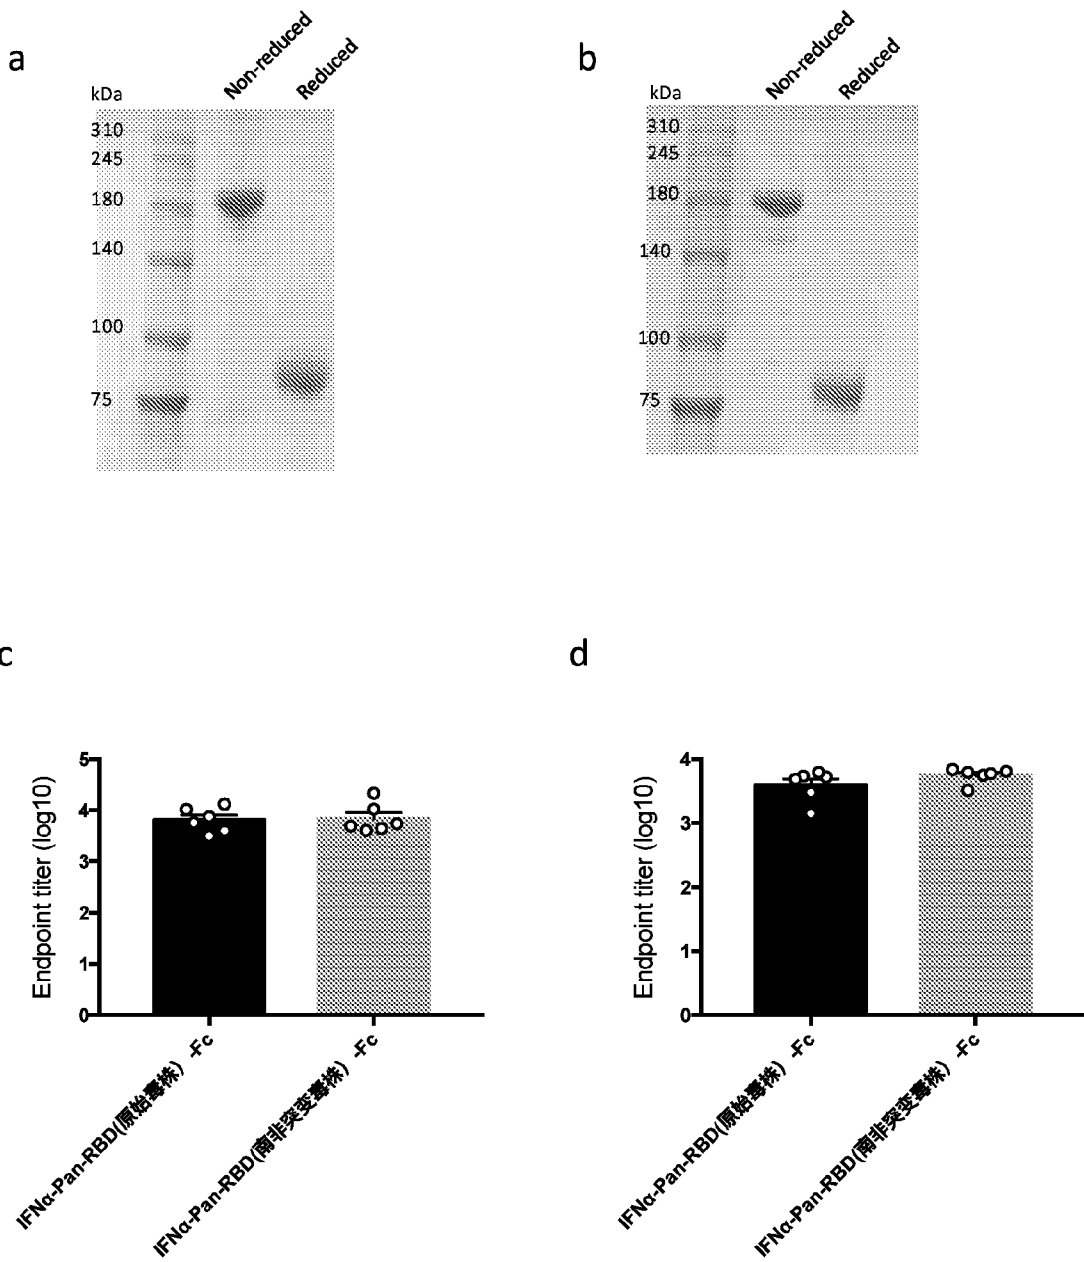 a
Non-reduced
Reduced
kDa
310
245
180
140
100
75
b
Non-reduced
Reduced
kDa
310
245
180
140
100
75
c
Endpoint titer (log10)
5
4
3
2
1
0
IFNα-Pan-RBD(原始毒株）-Fc
IFNα-Pan-RBD(南非突变毒株）-Fc
d
Endpoint titer (log10)
4
3
2
1
0
IFNα-Pan-RBD(原始毒株）-Fc
IFNα-Pan-RBD(南非突变毒株）-Fc